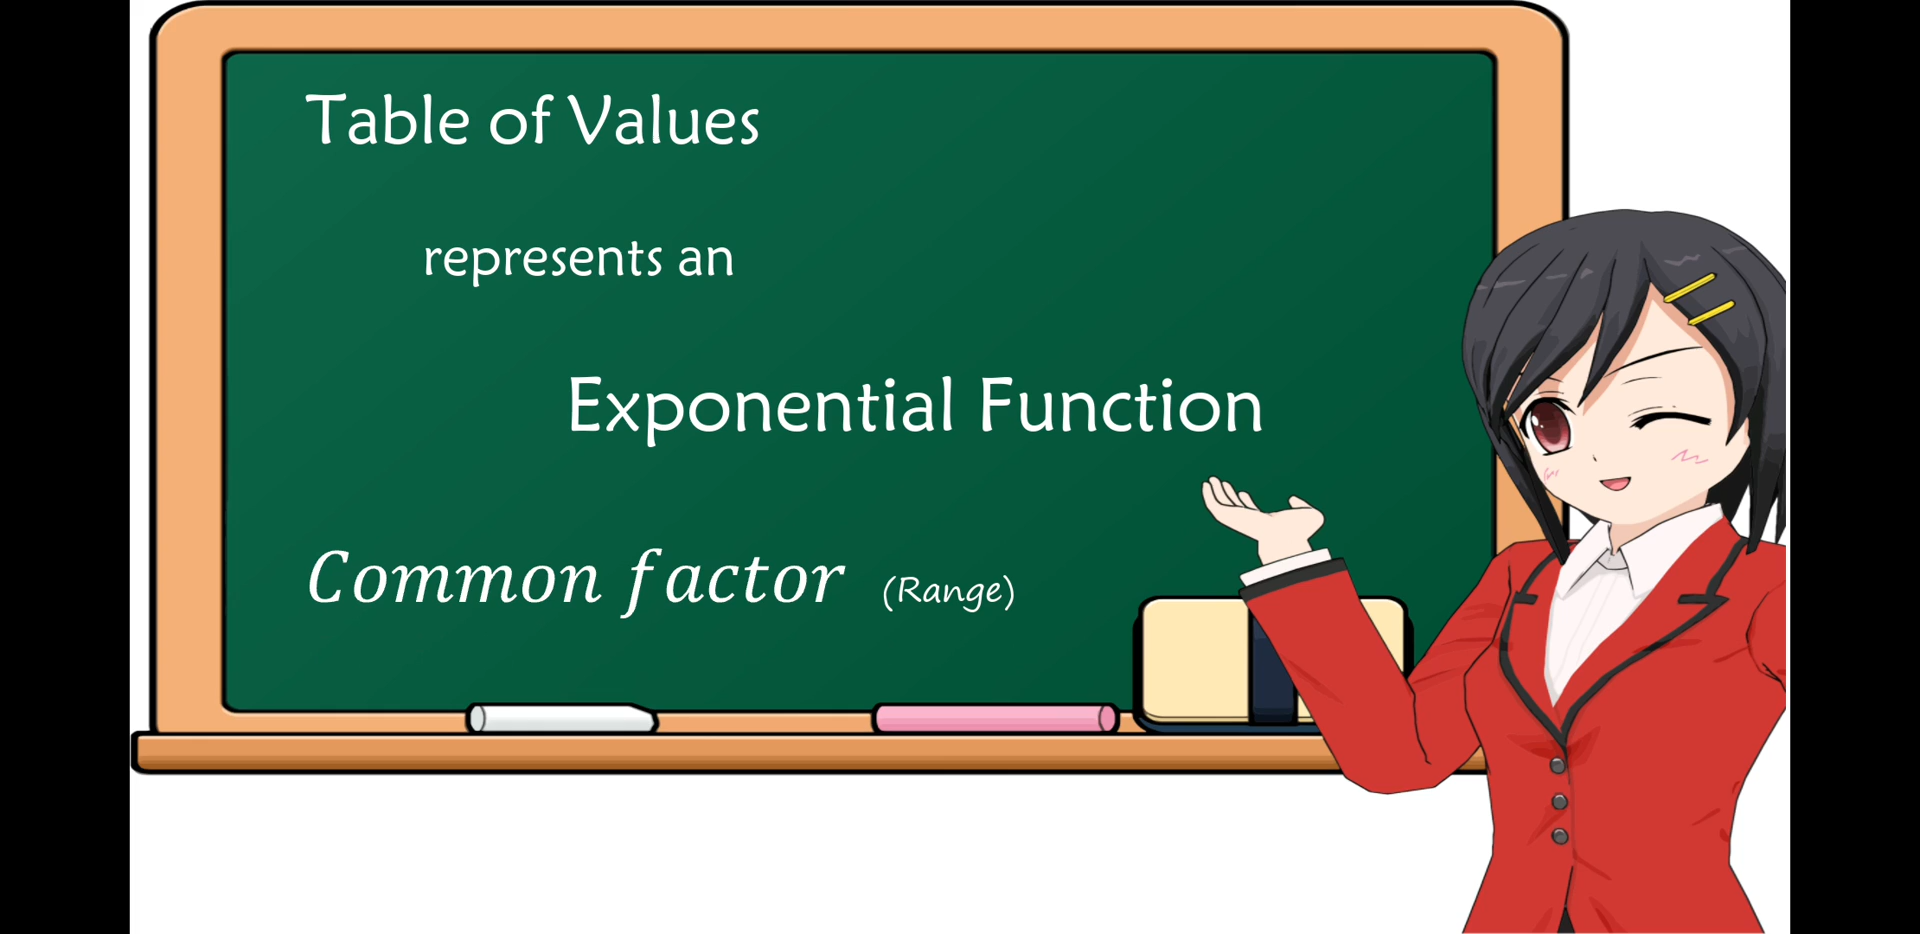 Table of Values
represents an
Exponential Function
Common factor (Range)